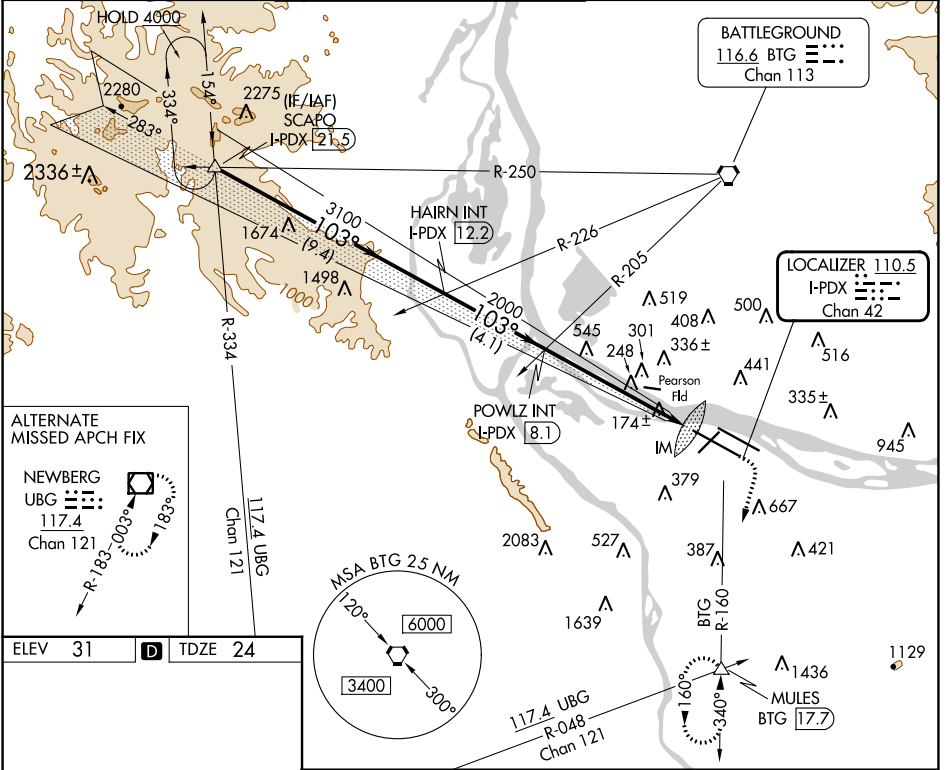 HOLD 4000
154°
334°
2280
283°
2275
(IF/IAF)
SCAPO
I-PDX 21.5
2336±
BATTLEGROUND
116.6 BTG
Chan 113
R-250
3100
103°
(9.4)
1674
1498
1000
HAIRN INT
I-PDX 12.2
R-226
R-205
2000
103°
(4.1)
LOCALIZER 110.5
I-PDX
Chan 42
519
408
500
545
301
248
336±
516
441
Pearson
Fld
335±
174±
945
POWLZ INT
I-PDX 8.1
IM
R-334
117.4 UBG
Chan 121
ALTERNATE
MISSED APCH FIX
NEWBERG
UBG
117.4
Chan 121
183°
R-183-003°
379
667
2083
527
387
421
1639
BTG
R-160
MSA BTG 25 NM
120°
6000
3400
300°
ELEV 31 D TDZE 24
117.4 UBG
R-048
Chan 121
160°
340°
MULES
BTG 17.7
1436
1129